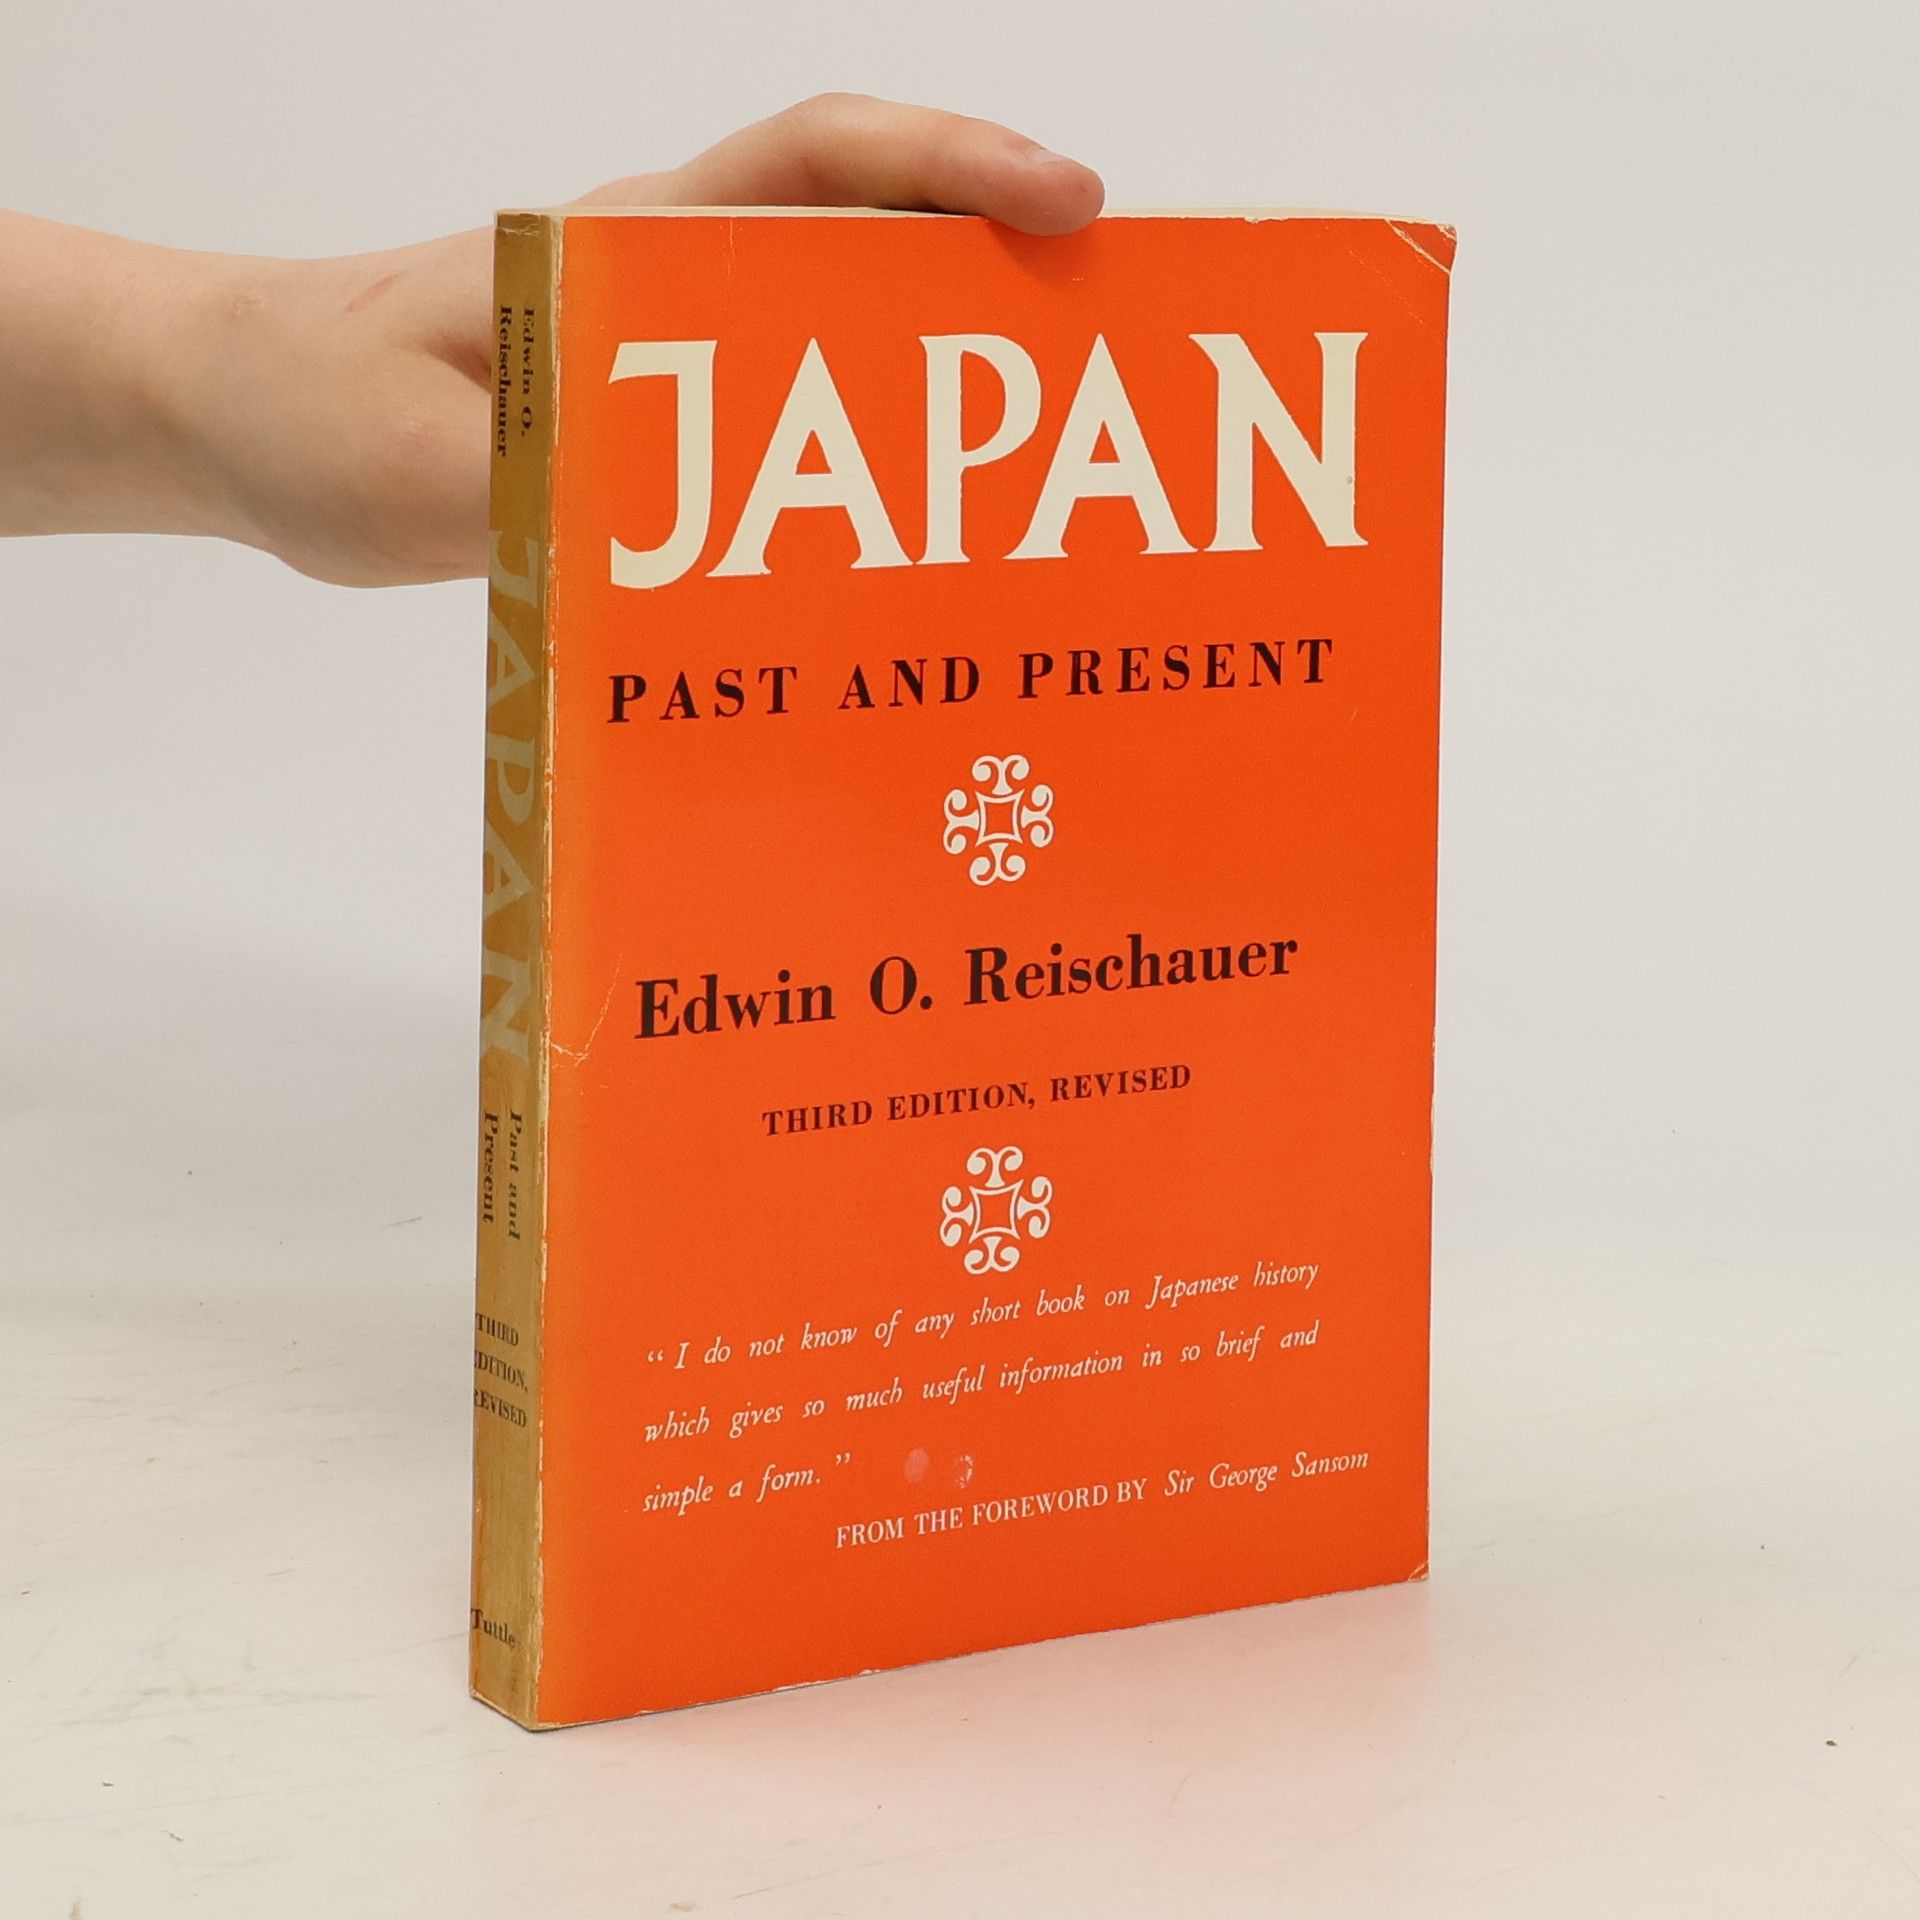 Edwin O.
Reischauer
JAPAN
Past and
Present
THIRD
EDITION,
REVISED
Tuttle
JAPAN
PAST AND PRESENT
Edwin O. Reischauer
THIRD EDITION, REVISED
“I do not know of any short book on Japanese history
which gives so much useful information in so brief and
simple a form.”
FROM THE FOREWORD BY Sir George Sansom